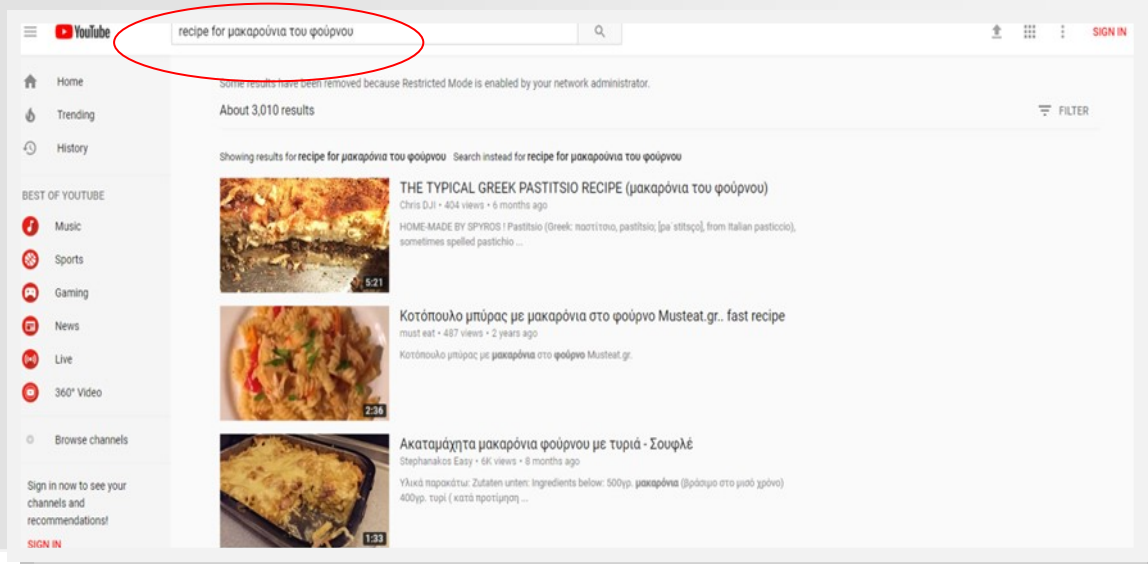 YouTube
recipe for μακαρούνια του φούρνου
SIGN IN
Home
Trending
History
BEST OF YOUTUBE
Music
Sports
Gaming
News
Live
360° Video
Browse channels
Sign in now to see your
channels and
recommendations!
SIGN IN
Some results have been removed because Restricted Mode is enabled by your network administrator.
About 3,010 results
FILTER
Showing results for recipe for μακαρόνια του φούρνου Search instead for recipe for μακαρούνια του φούρνου
THE TYPICAL GREEK PASTITSIO RECIPE (μακαρόνια του φούρνου)
Chris DJI • 404 views • 6 months ago
HOME-MADE BY SPYROS ! Pastitsio (Greek: παστίτσιο, pastítsio; [paˈstitsço], from Italian pasticcio),
sometimes spelled pastichio ...
5:21
Κοτόπουλο μπύρας με μακαρόνια στο φούρνο Musteat.gr.. fast recipe
must eat • 487 views • 2 years ago
Κοτόπουλο μπύρας με μακαρόνια στο φούρνο Musteat.gr.
2:36
Ακαταμάχητα μακαρόνια φούρνου με τυριά - Σουφλέ
Stephanakos Easy • 6K views • 8 months ago
Υλικά παρακάτω: Zutaten unten: Ingredients below: 500γρ. μακαρόνια (βράσιμο στο μισό χρόνο)
400γρ. τυρί ( κατά προτίμηση ...
1:33